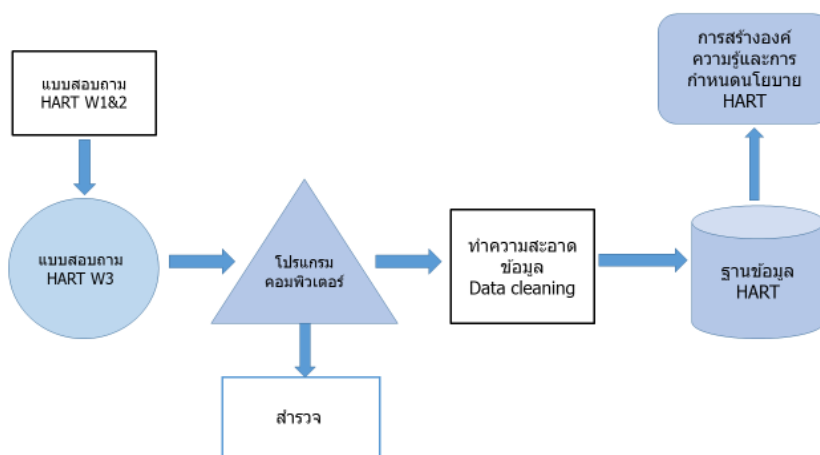 แบบสอบถาม
HART W1&2
แบบสอบถาม
HART W3
โปรแกรม
คอมพิวเตอร์
สำรวจ
ทำความสะอาด
ข้อมูล
Data cleaning
ฐานข้อมูล
HART
การสร้างองค์
ความรู้และการ
กำหนดนโยบาย
HART